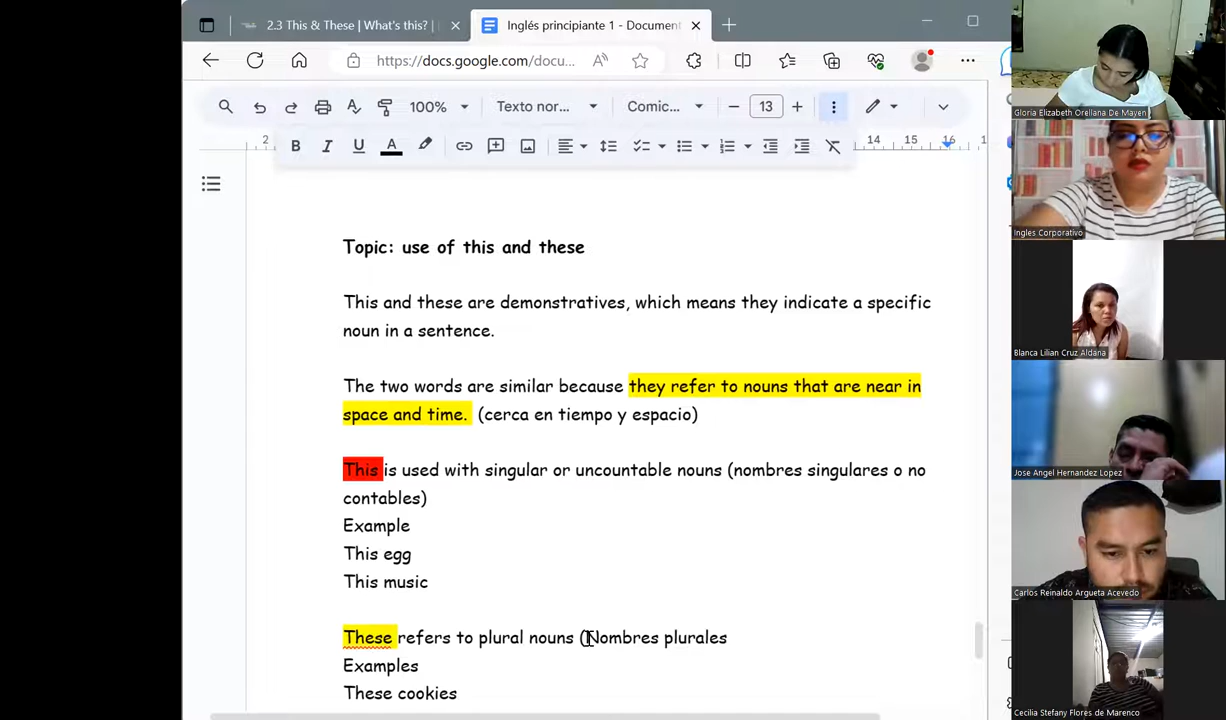 2.3 This & These | What's this? |
Inglés principiante 1 - Document
https://docs.google.com/docu...
100%
Texto nor...
Comic...
13
2
14
15
16
1
Topic: use of this and these
This and these are demonstratives, which means they indicate a specific
noun in a sentence.
The two words are similar because they refer to nouns that are near in
space and time. (cerca en tiempo y espacio)
This is used with singular or uncountable nouns (nombres singulares o no
contables)
Example
This egg
This music
These refers to plural nouns (Nombres plurales
Examples
These cookies
Gloria Elizabeth Orellana De Mayen
Ingles Corporativo
Blanca Lilian Cruz Aldana
Jose Angel Hernandez Lopez
Carlos Reinaldo Argueta Acevedo
Cecilia Stefany Flores de Marenco